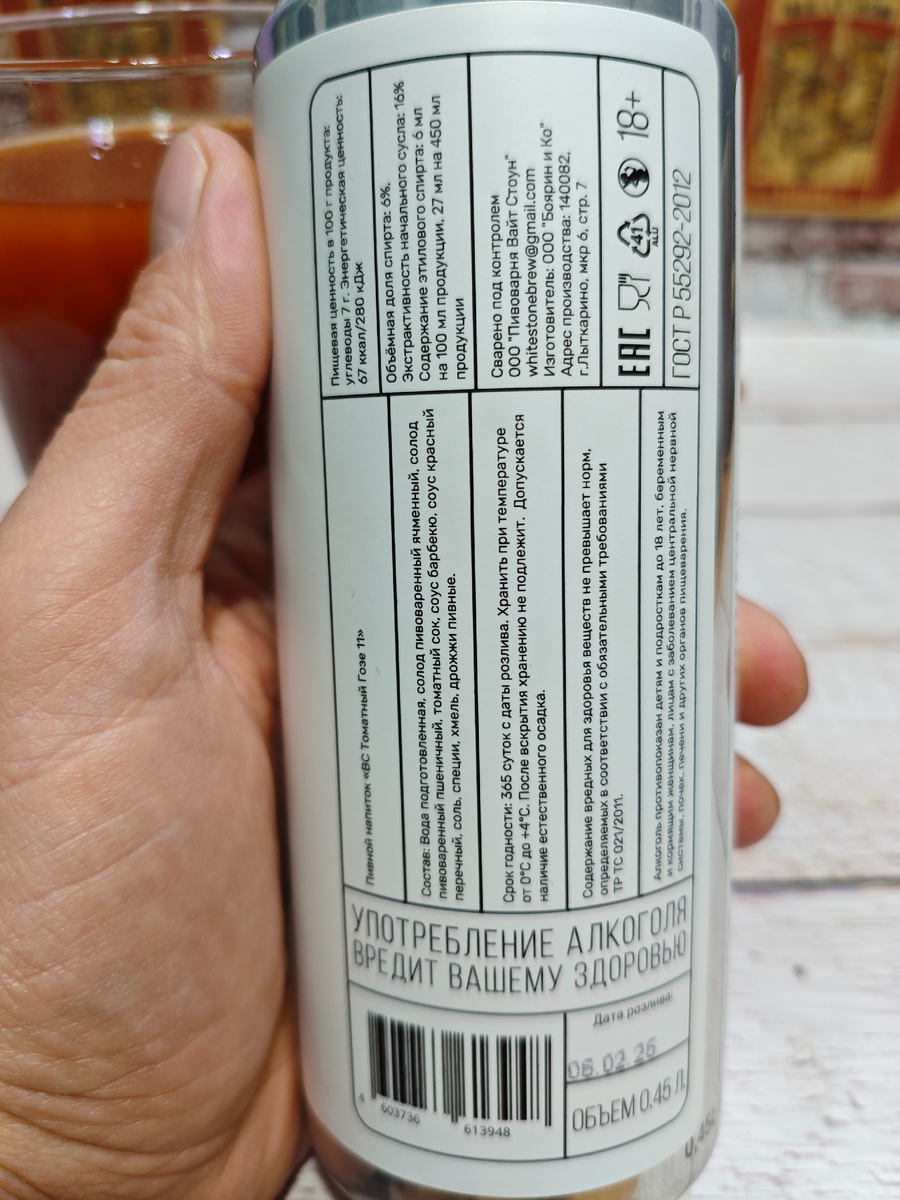 Пищевая ценность в 100 г продукта:
углеводы 7 г. Энергетическая ценность:
67 ккал/280 кДж
Объёмная доля спирта: 6%.
Экстрактивность начального сусла: 16%
Содержание этилового спирта: 6 мл
на 100 мл продукции, 27 мл на 450 мл
продукции
Сварено под контролем
ООО "Пивоварня Вайт Стоун"
whitestonebrew@gmail.com
Изготовитель: ООО "Боярин и Ко"
Адрес производства: 140082,
г.Лыткарино, мкр 6, стр. 7
EAC 41 ALU 18+
ГОСТ Р 55292-2012
Пивной напиток «ВС Томатный Гозе 11»
Состав: Вода подготовленная, солод пивоваренный ячменный, солод
пивоваренный пшеничный, томатный сок, соус барбекю, соус красный
перечный, соль, специи, хмель, дрожжи пивные.
Срок годности: 365 суток с даты розлива. Хранить при температуре
от 0°C до +4°C. После вскрытия хранению не подлежит. Допускается
наличие естественного осадка.
Содержание вредных для здоровья веществ не превышает норм,
определяемых в соответствии с обязательными требованиями
ТР ТС 021/2011.
Алкоголь противопоказан детям и подросткам до 18 лет, беременным
и кормящим женщинам, лицам с заболеванием центральной нервной
системы, почек, печени и других органов пищеварения.
УПОТРЕБЛЕНИЕ АЛКОГОЛЯ
ВРЕДИТ ВАШЕМУ ЗДОРОВЬЮ
4 603736 613948
Дата розлива:
06.02.26
ОБЪЕМ 0,45 Л.